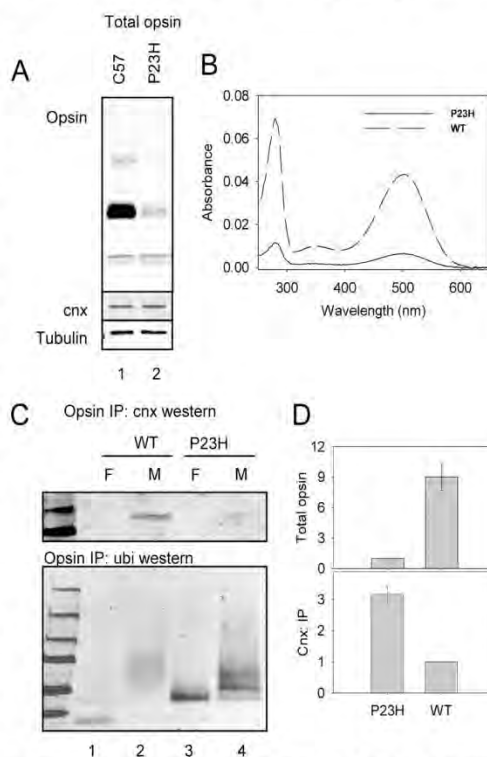 Total opsin
A
C57
P23H
Opsin
cnx
Tubulin
1 2
B
Absorbance
0.08
0.06
0.04
0.02
0.00
300 400 500 600
Wavelength (nm)
P23H
WT
C
Opsin IP: cnx western
WT P23H
F M F M
Opsin IP: ubi western
1 2 3 4
D
Total opsin
12
9
6
3
0
Cnx: IP
3
2
1
0
P23H WT